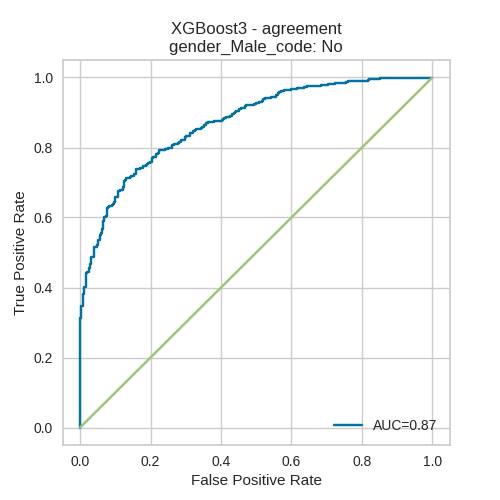 XGBoost3 - agreement
gender_Male_code: No
1.0
0.8
0.6
0.4
0.2
0.0
True Positive Rate
AUC=0.87
0.0 0.2 0.4 0.6 0.8 1.0
False Positive Rate